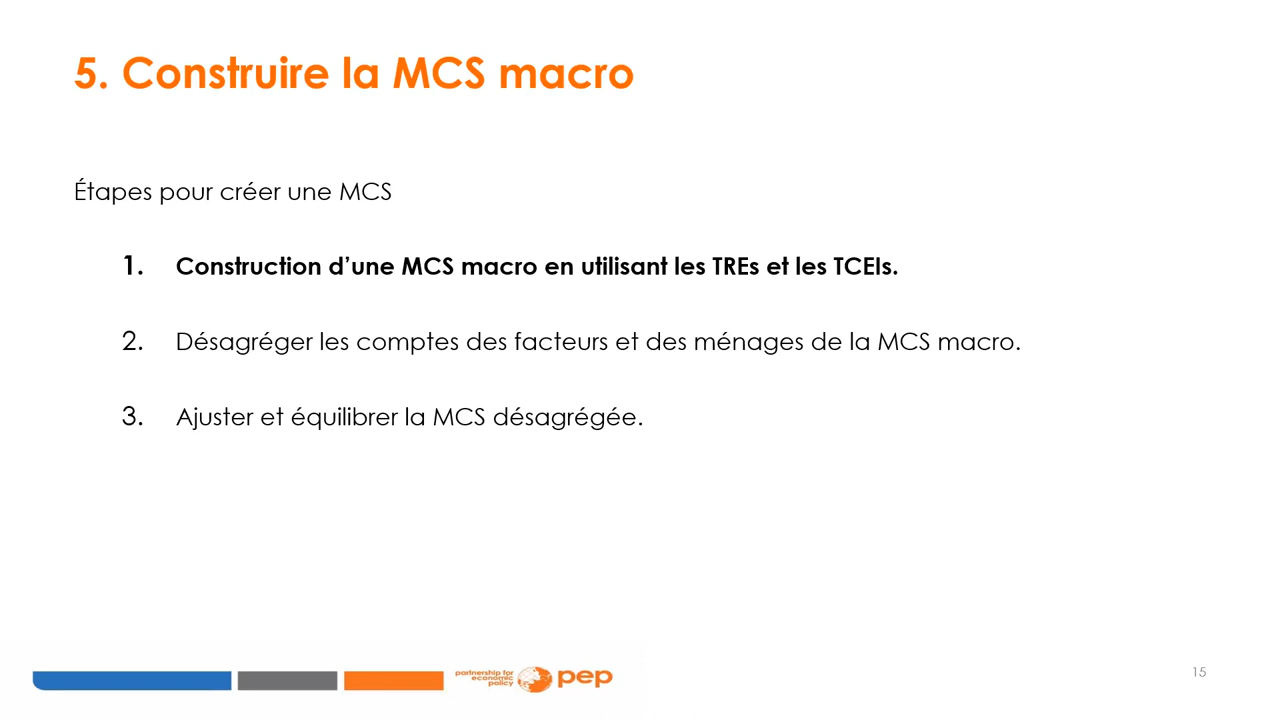 5. Construire la MCS macro
Étapes pour créer une MCS
1. Construction d’une MCS macro en utilisant les TREs et les TCEIs.
2. Désagréger les comptes des facteurs et des ménages de la MCS macro.
3. Ajuster et équilibrer la MCS désagrégée.
partnership for
economic
policy
pep
15